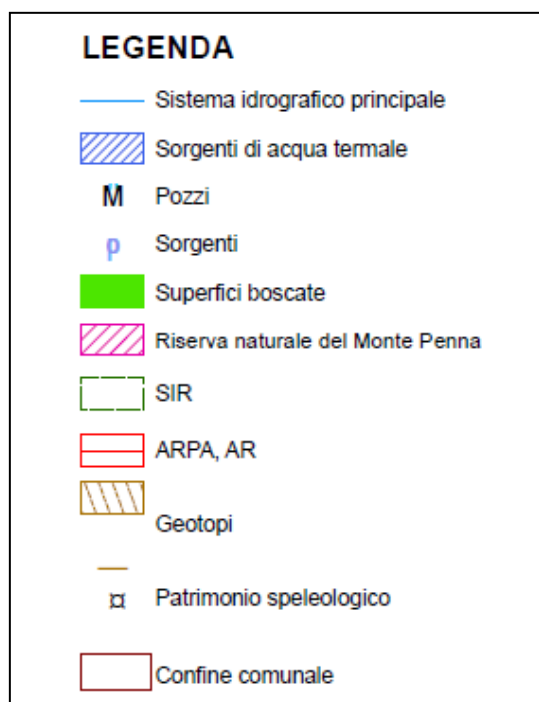 LEGENDA
Sistema idrografico principale
Sorgenti di acqua termale
M Pozzi
ρ Sorgenti
Superfici boscate
Riserva naturale del Monte Penna
SIR
ARPA, AR
Geotopi
¤ Patrimonio speleologico
Confine comunale